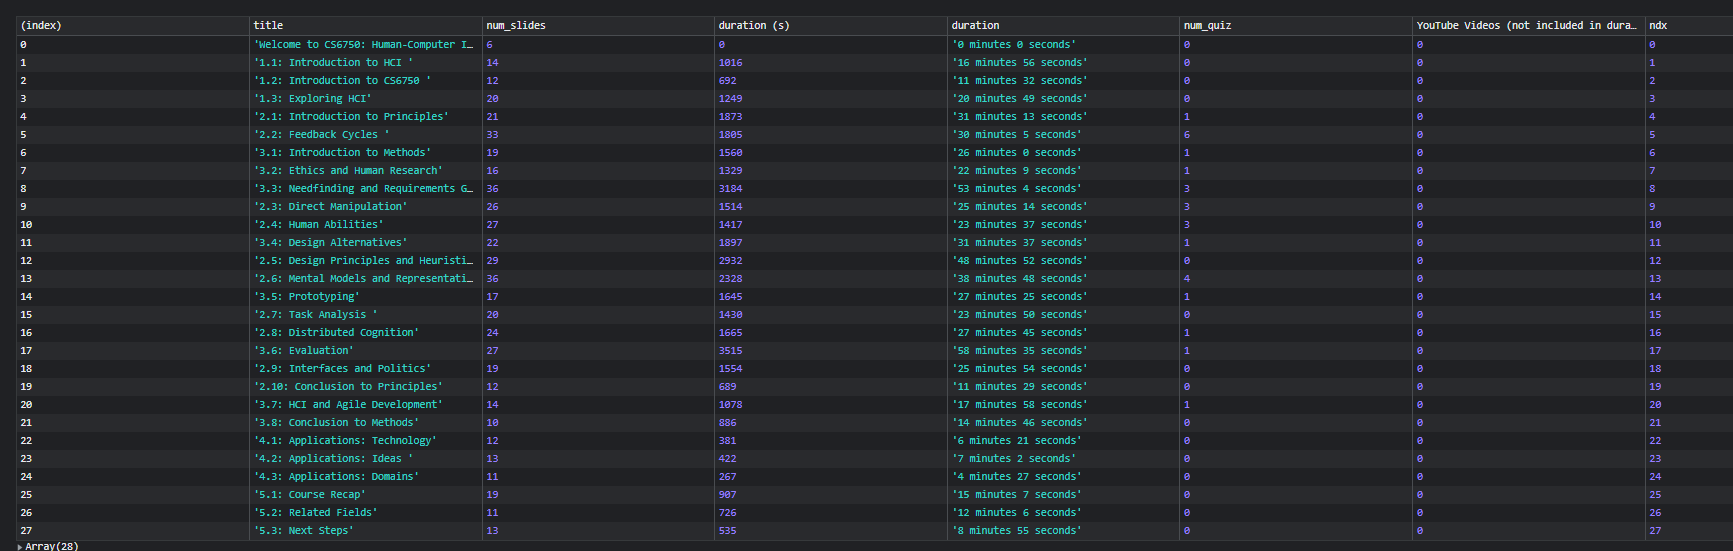 (index) title num_slides duration (s) duration num_quiz YouTube Videos (not included in dura… ndx
0 'Welcome to CS6750: Human-Computer I… 6 0 '0 minutes 0 seconds' 0 0 0
1 '1.1: Introduction to HCI ' 14 1016 '16 minutes 56 seconds' 0 0 1
2 '1.2: Introduction to CS6750 ' 12 692 '11 minutes 32 seconds' 0 0 2
3 '1.3: Exploring HCI' 20 1249 '20 minutes 49 seconds' 0 0 3
4 '2.1: Introduction to Principles' 21 1873 '31 minutes 13 seconds' 1 0 4
5 '2.2: Feedback Cycles ' 33 1805 '30 minutes 5 seconds' 6 0 5
6 '3.1: Introduction to Methods' 19 1560 '26 minutes 0 seconds' 1 0 6
7 '3.2: Ethics and Human Research' 16 1329 '22 minutes 9 seconds' 1 0 7
8 '3.3: Needfinding and Requirements G… 36 3184 '53 minutes 4 seconds' 3 0 8
9 '2.3: Direct Manipulation' 26 1514 '25 minutes 14 seconds' 3 0 9
10 '2.4: Human Abilities' 27 1417 '23 minutes 37 seconds' 3 0 10
11 '3.4: Design Alternatives' 22 1897 '31 minutes 37 seconds' 1 0 11
12 '2.5: Design Principles and Heuristi… 29 2932 '48 minutes 52 seconds' 0 0 12
13 '2.6: Mental Models and Representati… 36 2328 '38 minutes 48 seconds' 4 0 13
14 '3.5: Prototyping' 17 1645 '27 minutes 25 seconds' 1 0 14
15 '2.7: Task Analysis ' 20 1430 '23 minutes 50 seconds' 0 0 15
16 '2.8: Distributed Cognition' 24 1665 '27 minutes 45 seconds' 1 0 16
17 '3.6: Evaluation' 27 3515 '58 minutes 35 seconds' 1 0 17
18 '2.9: Interfaces and Politics' 19 1554 '25 minutes 54 seconds' 0 0 18
19 '2.10: Conclusion to Principles' 12 689 '11 minutes 29 seconds' 0 0 19
20 '3.7: HCI and Agile Development' 14 1078 '17 minutes 58 seconds' 1 0 20
21 '3.8: Conclusion to Methods' 10 886 '14 minutes 46 seconds' 0 0 21
22 '4.1: Applications: Technology' 12 381 '6 minutes 21 seconds' 0 0 22
23 '4.2: Applications: Ideas ' 13 422 '7 minutes 2 seconds' 0 0 23
24 '4.3: Applications: Domains' 11 267 '4 minutes 27 seconds' 0 0 24
25 '5.1: Course Recap' 19 907 '15 minutes 7 seconds' 0 0 25
26 '5.2: Related Fields' 11 726 '12 minutes 6 seconds' 0 0 26
27 '5.3: Next Steps' 13 535 '8 minutes 55 seconds' 0 0 27
Array(28)